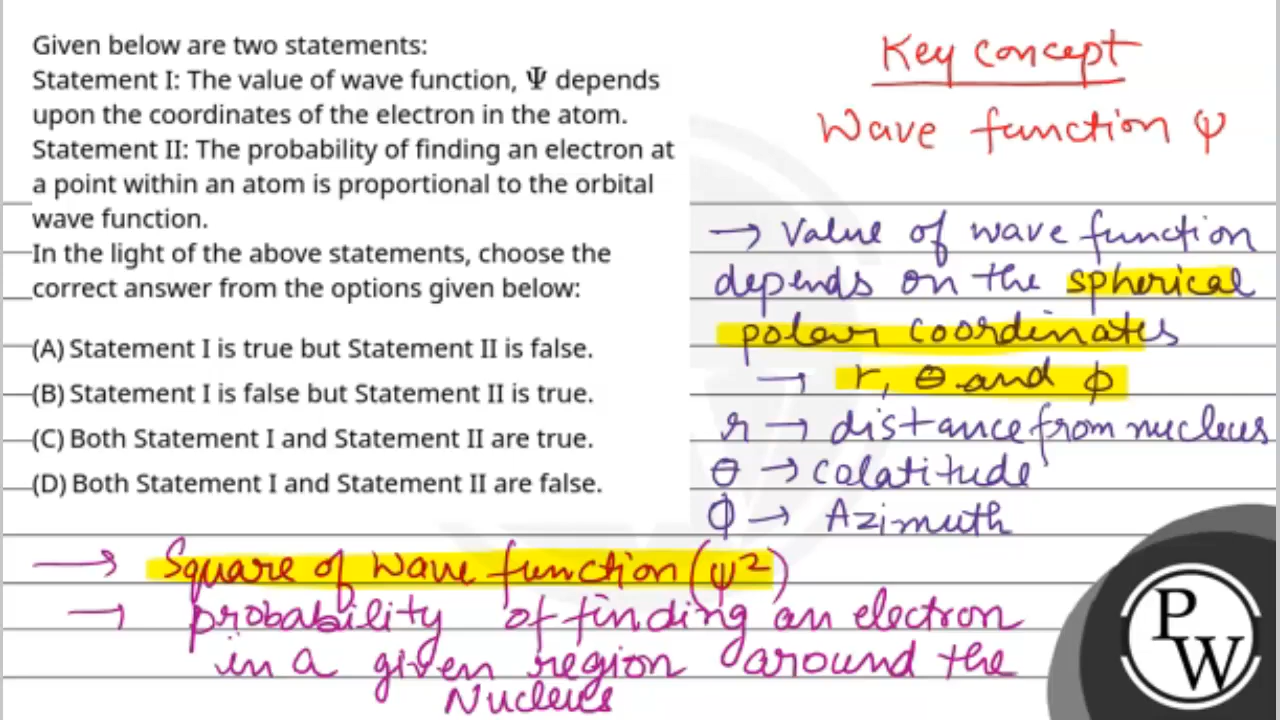 Given below are two statements:
Statement I: The value of wave function, Ψ depends
upon the coordinates of the electron in the atom.
Statement II: The probability of finding an electron at
a point within an atom is proportional to the orbital
wave function.
In the light of the above statements, choose the
correct answer from the options given below:
(A) Statement I is true but Statement II is false.
(B) Statement I is false but Statement II is true.
(C) Both Statement I and Statement II are true.
(D) Both Statement I and Statement II are false.
Key concept
Wave function ψ
→ Value of wave function
depends on the spherical
polar coordinates
→ r, θ and ϕ
r → distance from nucleus
θ → colatitude
ϕ → Azimuth
→ Square of wave function (ψ²)
→ probability of finding an electron
in a given region around the
Nucleus
P
W